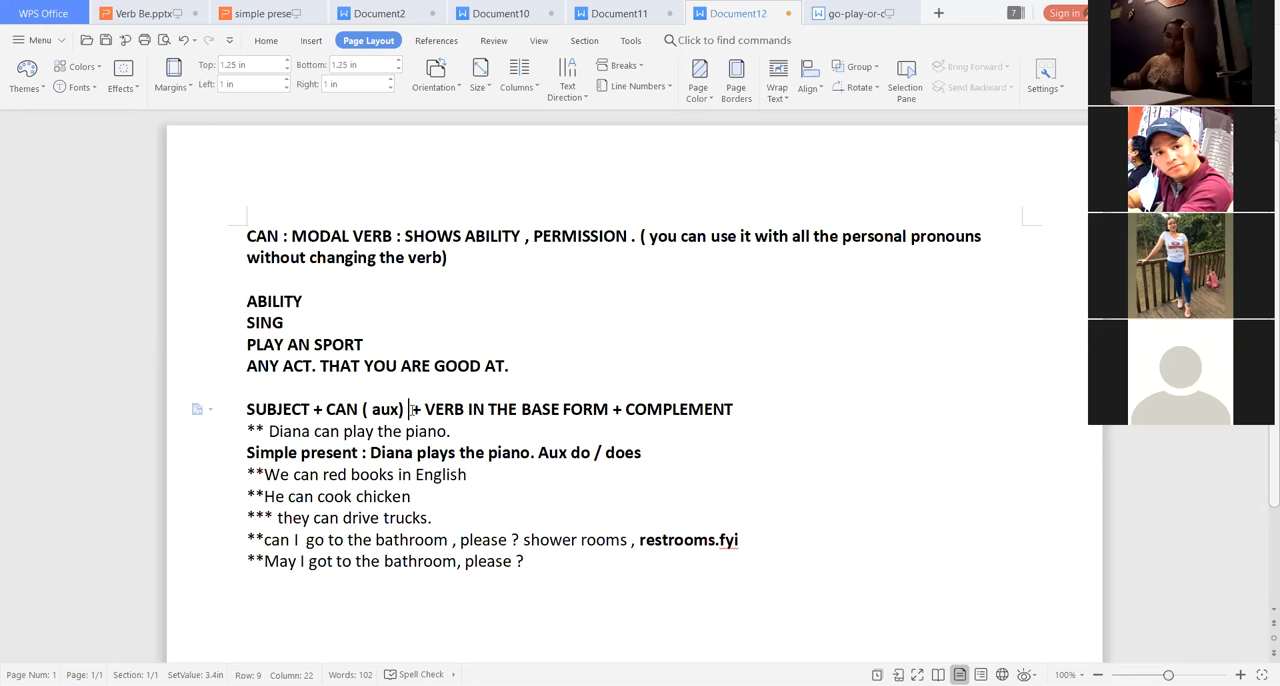 WPS Office
Verb Be.pptx
simple prese
Document2
Document10
Document11
Document12
go-play-or-d
7
Sign in
Menu
Home
Insert
Page Layout
References
Review
View
Section
Tools
Click to find commands
Themes
Colors
Fonts
Effects
Margins
Top: 1.25 in
Bottom: 1.25 in
Left: 1 in
Right: 1 in
Orientation
Size
Columns
Text Direction
Breaks
Line Numbers
Page Color
Page Borders
Wrap Text
Align
Group
Rotate
Selection Pane
Bring Forward
Send Backward
Settings
CAN : MODAL VERB : SHOWS ABILITY , PERMISSION . ( you can use it with all the personal pronouns
without changing the verb)
ABILITY
SING
PLAY AN SPORT
ANY ACT. THAT YOU ARE GOOD AT.
SUBJECT + CAN ( aux) + VERB IN THE BASE FORM + COMPLEMENT
** Diana can play the piano.
Simple present : Diana plays the piano. Aux do / does
**We can red books in English
**He can cook chicken
*** they can drive trucks.
**can I go to the bathroom , please ? shower rooms , restrooms.fyi
**May I got to the bathroom, please ?
Page Num: 1 Page: 1/1 Section: 1/1 SetValue: 3.4in Row: 9 Column: 22 Words: 102 Spell Check 100%